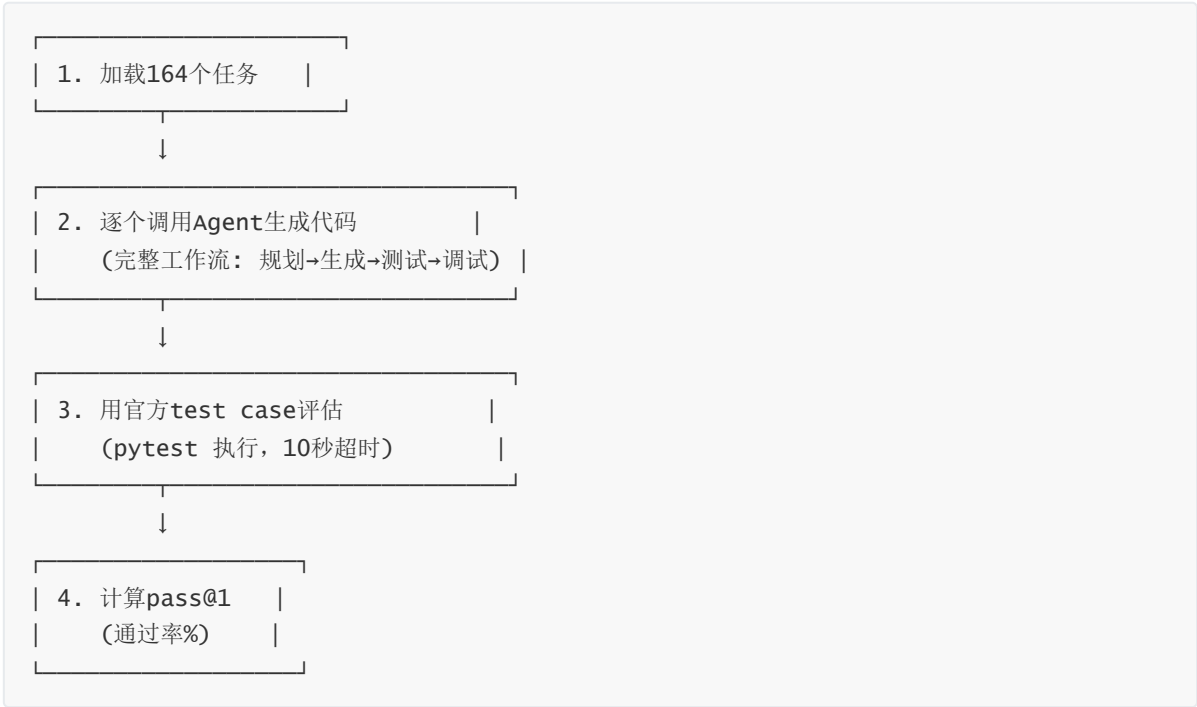 1. 加载164个任务
↓
2. 逐个调用Agent生成代码
(完整工作流: 规划→生成→测试→调试)
↓
3. 用官方test case评估
(pytest 执行，10秒超时)
↓
4. 计算pass@1
(通过率%)